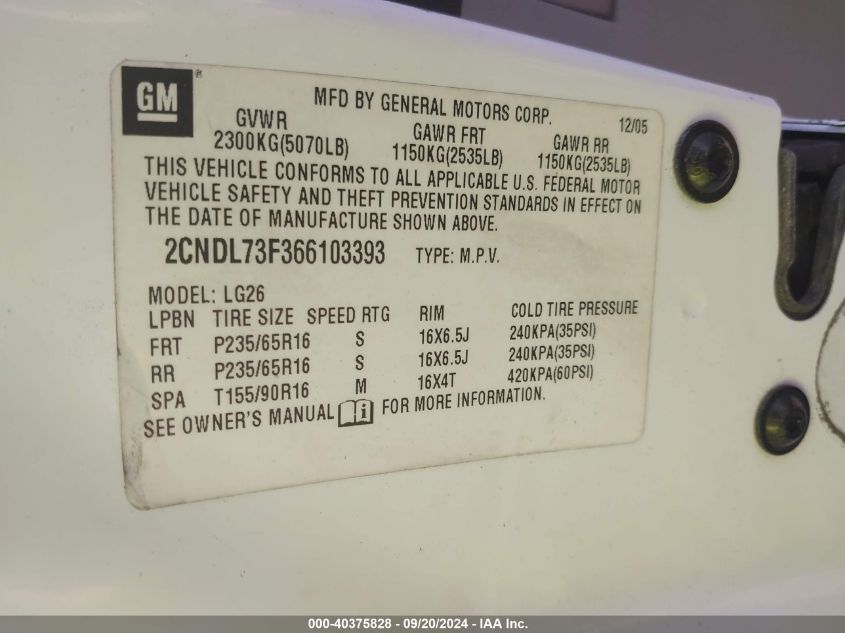 GM®
MFD BY GENERAL MOTORS CORP. 12/05
GVWR GAWR FRT GAWR RR
2300KG(5070LB) 1150KG(2535LB) 1150KG(2535LB)
THIS VEHICLE CONFORMS TO ALL APPLICABLE U.S. FEDERAL MOTOR
VEHICLE SAFETY AND THEFT PREVENTION STANDARDS IN EFFECT ON
THE DATE OF MANUFACTURE SHOWN ABOVE.
2CNDL73F366103393 TYPE: M.P.V.
MODEL: LG26
LPBN TIRE SIZE SPEED RTG RIM COLD TIRE PRESSURE
FRT P235/65R16 S 16X6.5J 240KPA(35PSI)
RR P235/65R16 S 16X6.5J 240KPA(35PSI)
SPA T155/90R16 M 16X4T 420KPA(60PSI)
SEE OWNER'S MANUAL i FOR MORE INFORMATION.
000-40375828 - 09/20/2024 - IAA Inc.